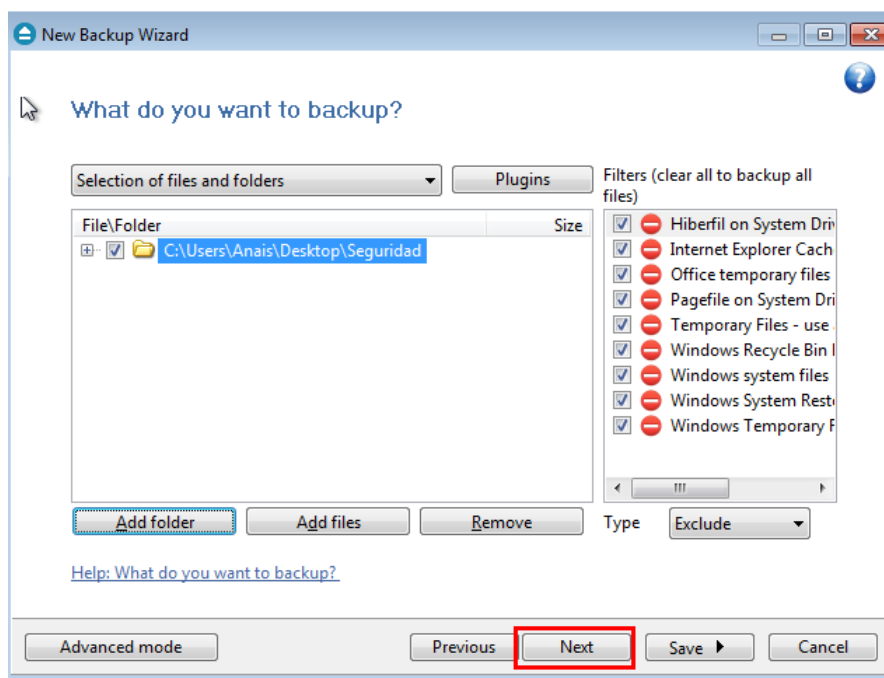 New Backup Wizard
What do you want to backup?
Selection of files and folders
Plugins
Filters (clear all to backup all
files)
File\Folder Size
C:\Users\Anais\Desktop\Seguridad
Hiberfil on System Driv
Internet Explorer Cach
Office temporary files
Pagefile on System Dri
Temporary Files - use
Windows Recycle Bin
Windows system files
Windows System Rest
Windows Temporary F
Add folder
Add files
Remove
Type
Exclude
Help: What do you want to backup?
Advanced mode
Previous
Next
Save
Cancel